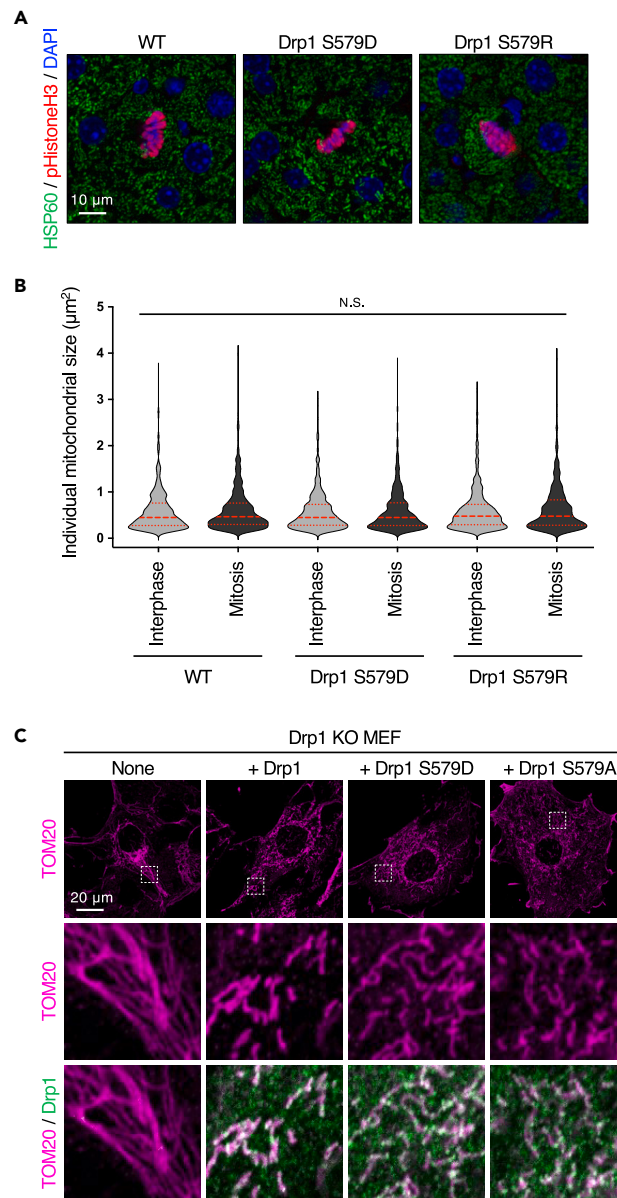 A
WT
Drp1 S579D
Drp1 S579R
HSP60 / pHistoneH3 / DAPI
10 µm
B
N.S.
Individual mitochondrial size (µm²)
5
4
3
2
1
0
Interphase
Mitosis
Interphase
Mitosis
Interphase
Mitosis
WT
Drp1 S579D
Drp1 S579R
C
Drp1 KO MEF
None
+ Drp1
+ Drp1 S579D
+ Drp1 S579A
TOM20
20 µm
TOM20
TOM20 / Drp1